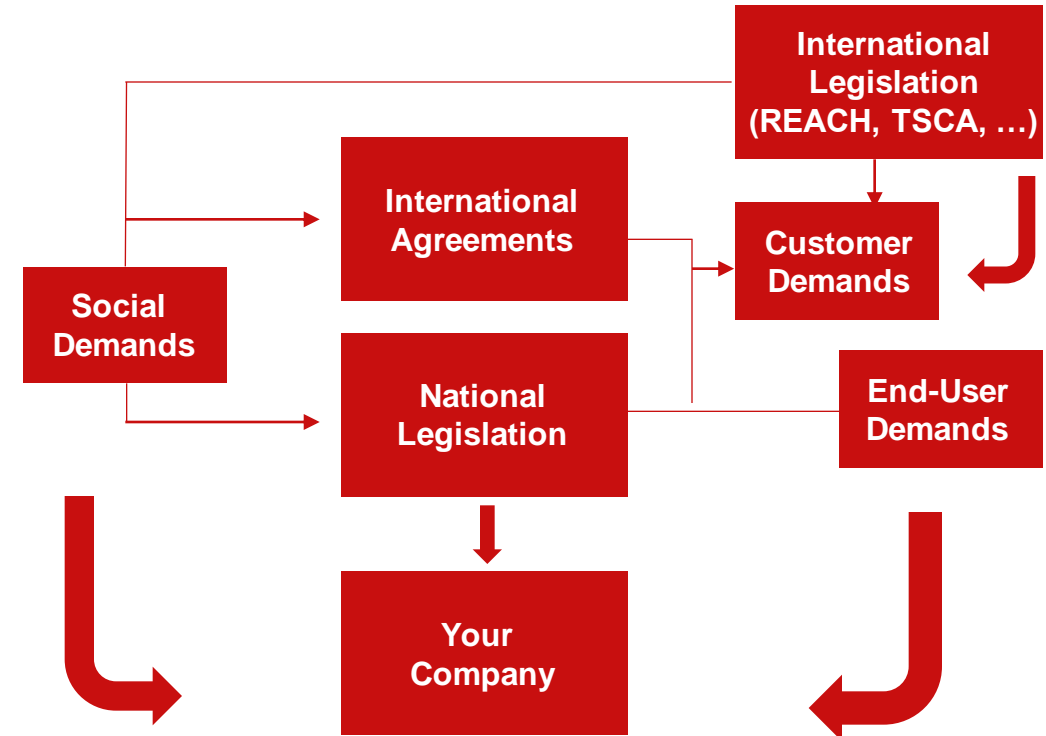 International
Legislation
(REACH, TSCA, …)
International
Agreements
Customer
Demands
Social
Demands
National
Legislation
End-User
Demands
Your
Company